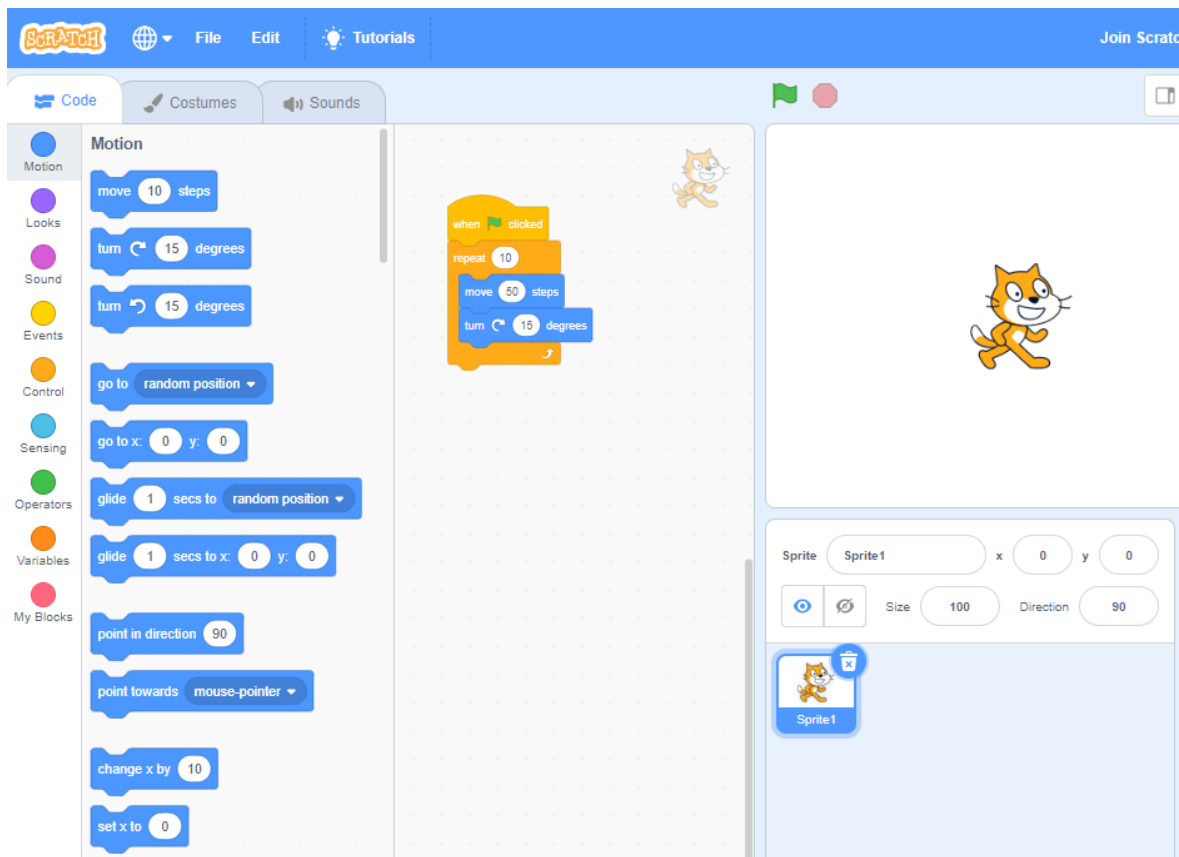 SCRATCH File Edit Tutorials Join Scratc
Code Costumes Sounds
Motion
Looks
Sound
Events
Control
Sensing
Operators
Variables
My Blocks
Motion
move 10 steps
turn 15 degrees
turn 15 degrees
go to random position
go to x: 0 y: 0
glide 1 secs to random position
glide 1 secs to x: 0 y: 0
point in direction 90
point towards mouse-pointer
change x by 10
set x to 0
when clicked
repeat 10
move 50 steps
turn 15 degrees
Sprite Sprite1 x 0 y 0
Size 100 Direction 90
Sprite1